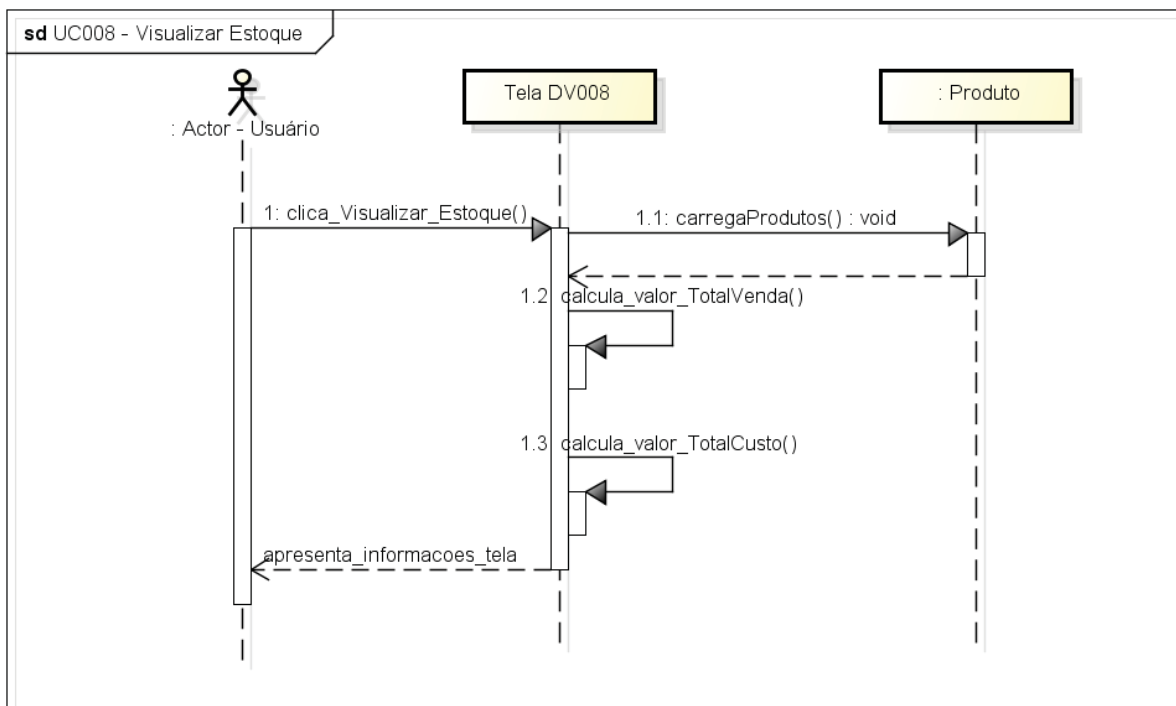 sd UC008 - Visualizar Estoque
: Actor - Usuário
Tela DV008
: Produto
1: clica_Visualizar_Estoque()
1.1: carregaProdutos() : void
1.2: calcula_valor_TotalVenda()
1.3: calcula_valor_TotalCusto()
apresenta_informacoes_tela